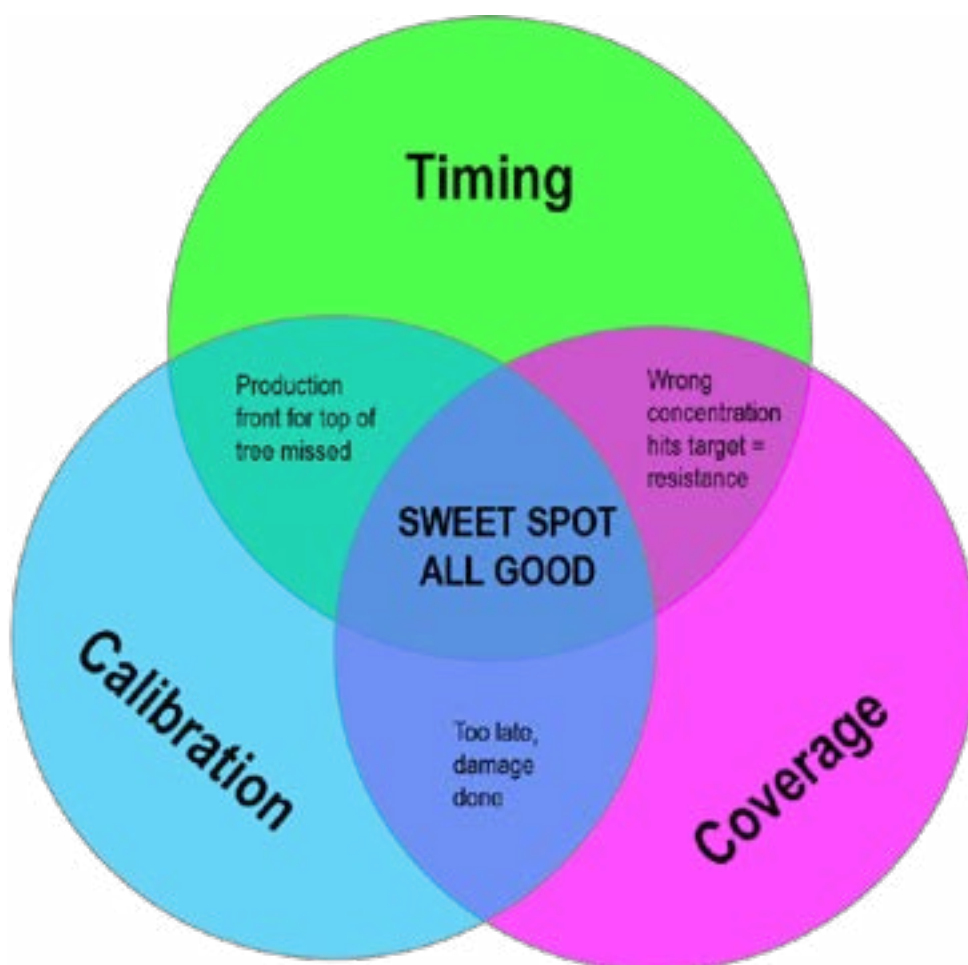 Timing
Production
front for top of
tree missed
Wrong
concentration
hits target =
resistance
SWEET SPOT
ALL GOOD
Calibration
Too late,
damage
done
Coverage